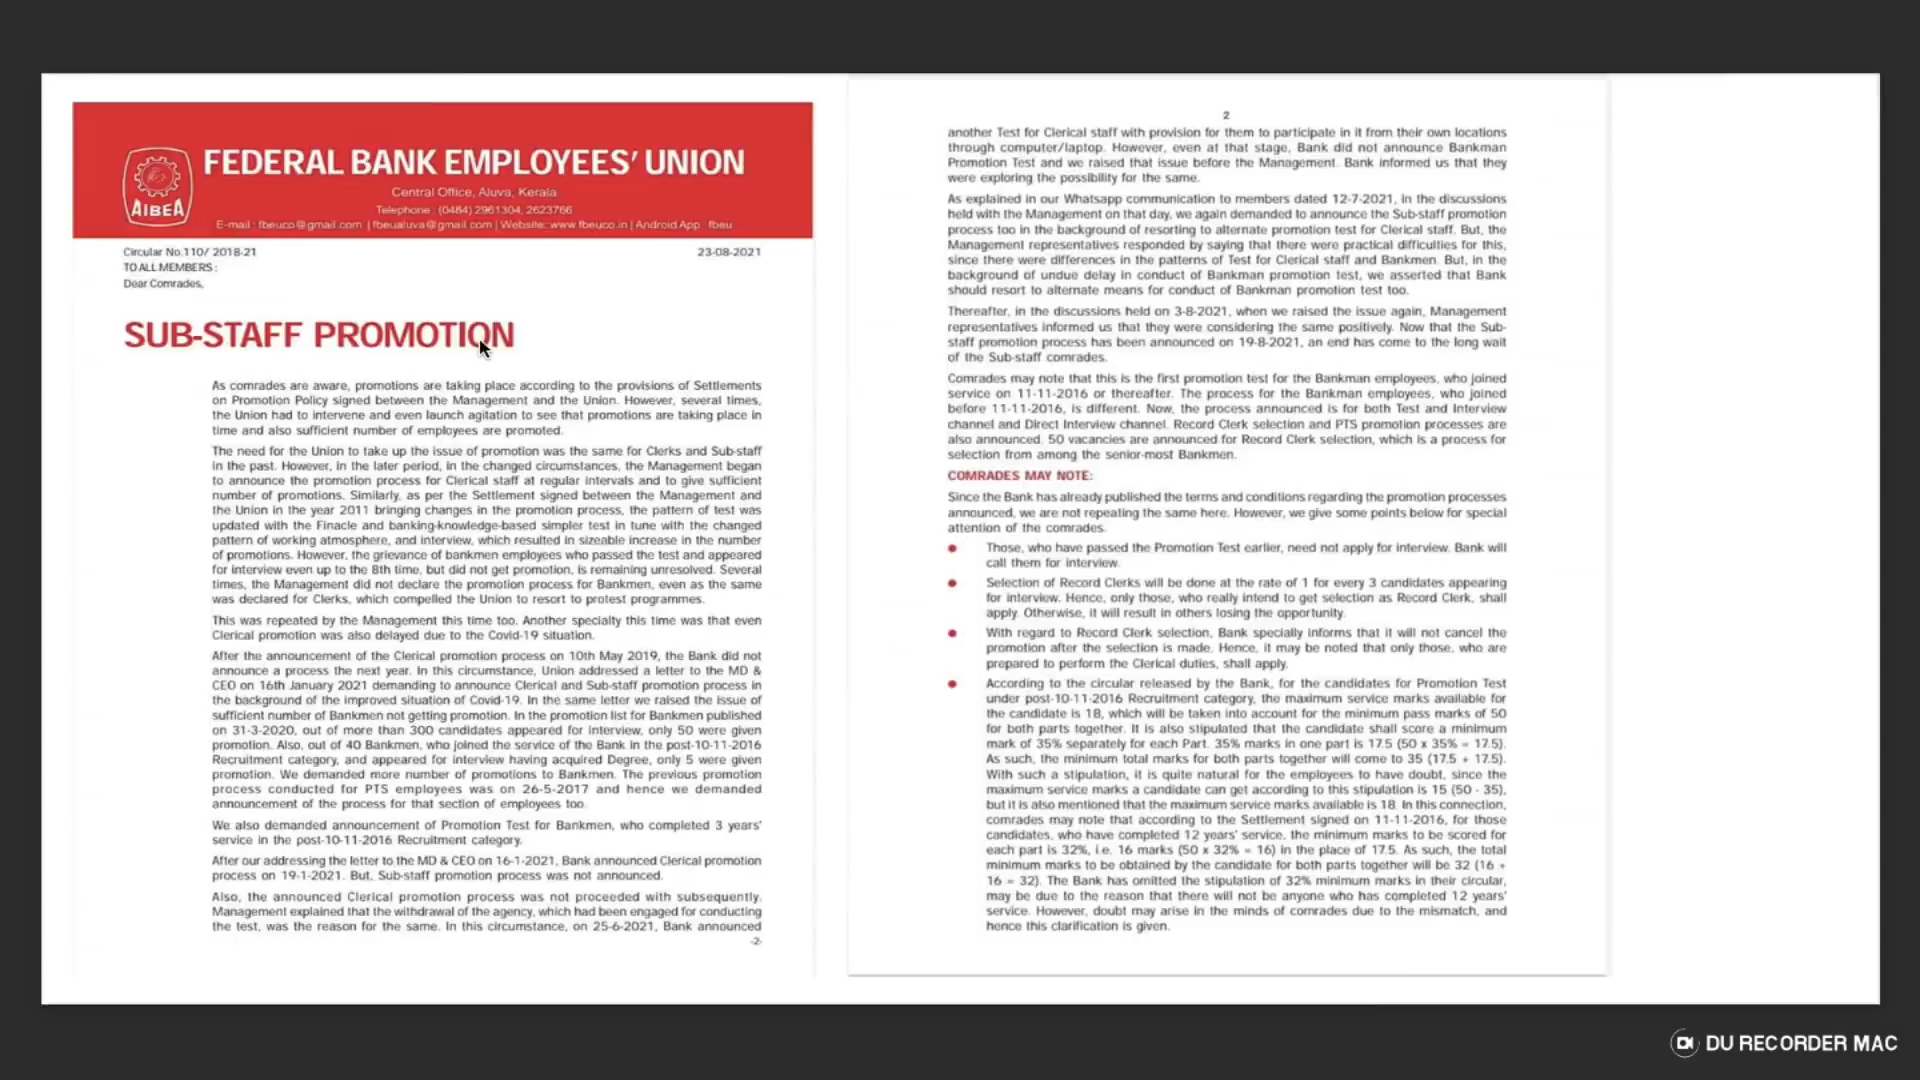 AIBEA
FEDERAL BANK EMPLOYEES' UNION
Central Office, Aluva, Kerala
Telephone : (0484) 2961304, 2623766
E-mail : fbeuco@gmail.com | fbeualuva@gmail.com | Website: www.fbeuco.in | Android App : fbeu
Circular No.110/ 2018-21 23-08-2021
TO ALL MEMBERS :
Dear Comrades,
SUB-STAFF PROMOTION
As comrades are aware, promotions are taking place according to the provisions of Settlements
on Promotion Policy signed between the Management and the Union. However, several times,
the Union had to intervene and even launch agitation to see that promotions are taking place in
time and also sufficient number of employees are promoted.
The need for the Union to take up the issue of promotion was the same for Clerks and Sub-staff
in the past. However, in the later period, in the changed circumstances, the Management began
to announce the promotion process for Clerical staff at regular intervals and to give sufficient
number of promotions. Similarly, as per the Settlement signed between the Management and
the Union in the year 2011 bringing changes in the promotion process, the pattern of test was
updated with the Finacle and banking-knowledge-based simpler test in tune with the changed
pattern of working atmosphere, and interview, which resulted in sizeable increase in the number
of promotions. However, the grievance of bankmen employees who passed the test and appeared
for interview even up to the 8th time, but did not get promotion, is remaining unresolved. Several
times, the Management did not declare the promotion process for Bankmen, even as the same
was declared for Clerks, which compelled the Union to resort to protest programmes.
This was repeated by the Management this time too. Another specialty this time was that even
Clerical promotion was also delayed due to the Covid-19 situation.
After the announcement of the Clerical promotion process on 10th May 2019, the Bank did not
announce a process the next year. In this circumstance, Union addressed a letter to the MD &
CEO on 16th January 2021 demanding to announce Clerical and Sub-staff promotion process in
the background of the improved situation of Covid-19. In the same letter we raised the issue of
sufficient number of Bankmen not getting promotion. In the promotion list for Bankmen published
on 31-3-2020, out of more than 300 candidates appeared for interview, only 50 were given
promotion. Also, out of 40 Bankmen, who joined the service of the Bank in the post-10-11-2016
Recruitment category, and appeared for interview having acquired Degree, only 5 were given
promotion. We demanded more number of promotions to Bankmen. The previous promotion
process conducted for PTS employees was on 26-5-2017 and hence we demanded
announcement of the process for that section of employees too.
We also demanded announcement of Promotion Test for Bankmen, who completed 3 years'
service in the post-10-11-2016 Recruitment category.
After our addressing the letter to the MD & CEO on 16-1-2021, Bank announced Clerical promotion
process on 19-1-2021. But, Sub-staff promotion process was not announced.
Also, the announced Clerical promotion process was not proceeded with subsequently.
Management explained that the withdrawal of the agency, which had been engaged for conducting
the test, was the reason for the same. In this circumstance, on 25-6-2021, Bank announced
-2-
2
another Test for Clerical staff with provision for them to participate in it from their own locations
through computer/laptop. However, even at that stage, Bank did not announce Bankman
Promotion Test and we raised that issue before the Management. Bank informed us that they
were exploring the possibility for the same.
As explained in our Whatsapp communication to members dated 12-7-2021, in the discussions
held with the Management on that day, we again demanded to announce the Sub-staff promotion
process too in the background of resorting to alternate promotion test for Clerical staff. But, the
Management representatives responded by saying that there were practical difficulties for this,
since there were differences in the patterns of Test for Clerical staff and Bankmen. But, in the
background of undue delay in conduct of Bankman promotion test, we asserted that Bank
should resort to alternate means for conduct of Bankman promotion test too.
Thereafter, in the discussions held on 3-8-2021, when we raised the issue again, Management
representatives informed us that they were considering the same positively. Now that the Sub-
staff promotion process has been announced on 19-8-2021, an end has come to the long wait
of the Sub-staff comrades.
Comrades may note that this is the first promotion test for the Bankman employees, who joined
service on 11-11-2016 or thereafter. The process for the Bankman employees, who joined
before 11-11-2016, is different. Now, the process announced is for both Test and Interview
channel and Direct Interview channel. Record Clerk selection and PTS promotion processes are
also announced. 50 vacancies are announced for Record Clerk selection, which is a process for
selection from among the senior-most Bankmen.
COMRADES MAY NOTE:
Since the Bank has already published the terms and conditions regarding the promotion processes
announced, we are not repeating the same here. However, we give some points below for special
attention of the comrades.
Those, who have passed the Promotion Test earlier, need not apply for interview. Bank will
call them for interview.
Selection of Record Clerks will be done at the rate of 1 for every 3 candidates appearing
for interview. Hence, only those, who really intend to get selection as Record Clerk, shall
apply. Otherwise, it will result in others losing the opportunity.
With regard to Record Clerk selection, Bank specially informs that it will not cancel the
promotion after the selection is made. Hence, it may be noted that only those, who are
prepared to perform the Clerical duties, shall apply.
According to the circular released by the Bank, for the candidates for Promotion Test
under post-10-11-2016 Recruitment category, the maximum service marks available for
the candidate is 18, which will be taken into account for the minimum pass marks of 50
for both parts together. It is also stipulated that the candidate shall score a minimum
mark of 35% separately for each Part. 35% marks in one part is 17.5 (50 x 35% = 17.5).
As such, the minimum total marks for both parts together will come to 35 (17.5 + 17.5).
With such a stipulation, it is quite natural for the employees to have doubt, since the
maximum service marks a candidate can get according to this stipulation is 15 (50 - 35),
but it is also mentioned that the maximum service marks available is 18. In this connection,
comrades may note that according to the Settlement signed on 11-11-2016, for those
candidates, who have completed 12 years' service, the minimum marks to be scored for
each part is 32%, i.e. 16 marks (50 x 32% = 16) in the place of 17.5. As such, the total
minimum marks to be obtained by the candidate for both parts together will be 32 (16 +
16 = 32). The Bank has omitted the stipulation of 32% minimum marks in their circular,
may be due to the reason that there will not be anyone who has completed 12 years'
service. However, doubt may arise in the minds of comrades due to the mismatch, and
hence this clarification is given.
DU RECORDER MAC